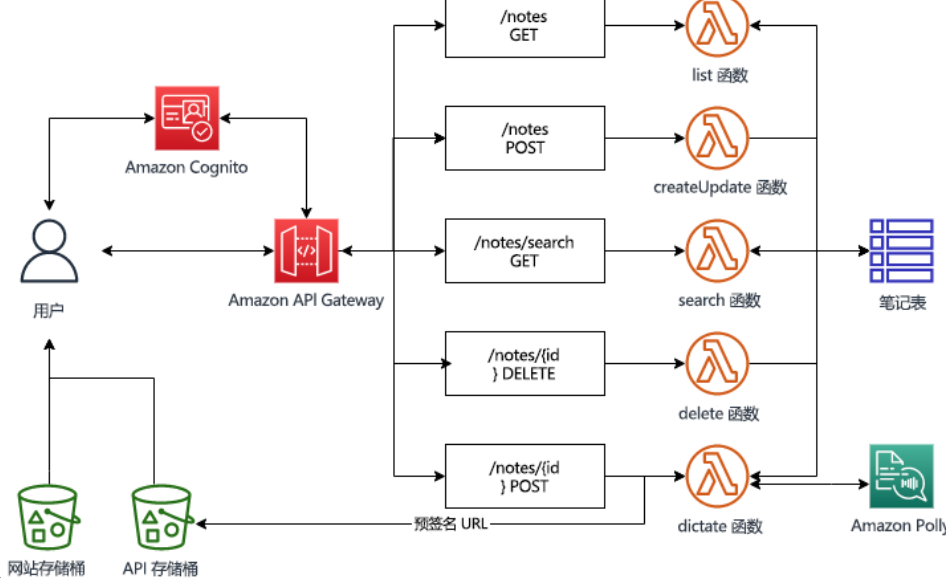 /notes
GET
list 函数
/notes
POST
Amazon Cognito
createUpdate 函数
/notes/search
GET
Amazon API Gateway
search 函数
用户
笔记表
/notes/{id
} DELETE
delete 函数
/notes/{id
} POST
预签名 URL
dictate 函数
Amazon Polly
网站存储桶
API 存储桶